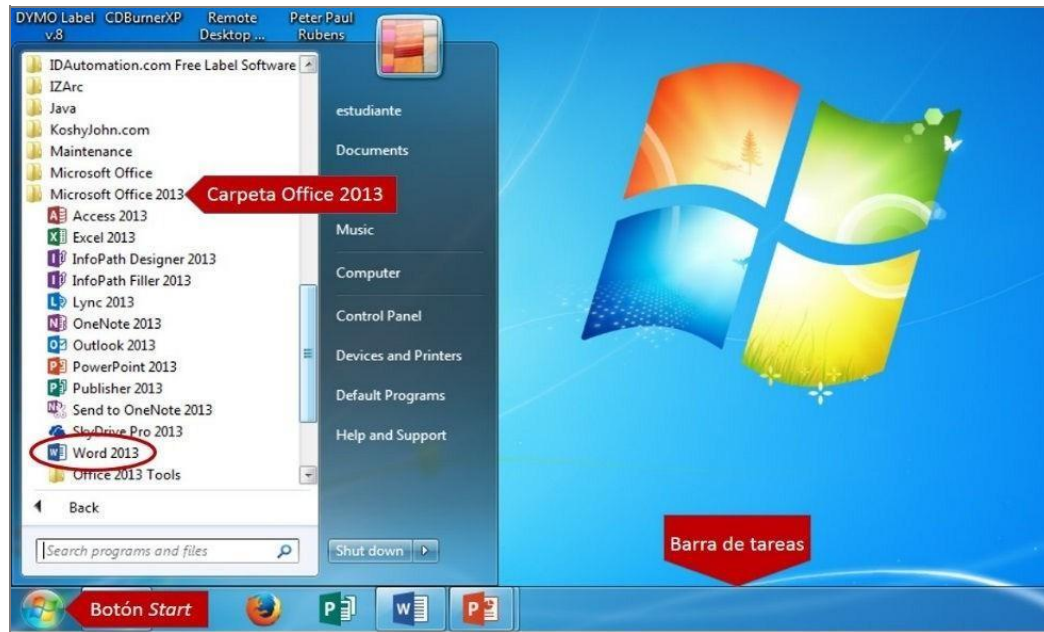 DYMO Label
v.8
CDBurnerXP
Remote
Desktop ...
Peter Paul
Rubens
IDAutomation.com Free Label Software
IZArc
Java
KoshyJohn.com
Maintenance
Microsoft Office
Microsoft Office 2013
Carpeta Office 2013
Access 2013
Excel 2013
InfoPath Designer 2013
InfoPath Filler 2013
Lync 2013
OneNote 2013
Outlook 2013
PowerPoint 2013
Publisher 2013
Send to OneNote 2013
SkyDrive Pro 2013
Word 2013
Office 2013 Tools
Back
Search programs and files
estudiante
Documents
Music
Computer
Control Panel
Devices and Printers
Default Programs
Help and Support
Shut down
Barra de tareas
Botón Start